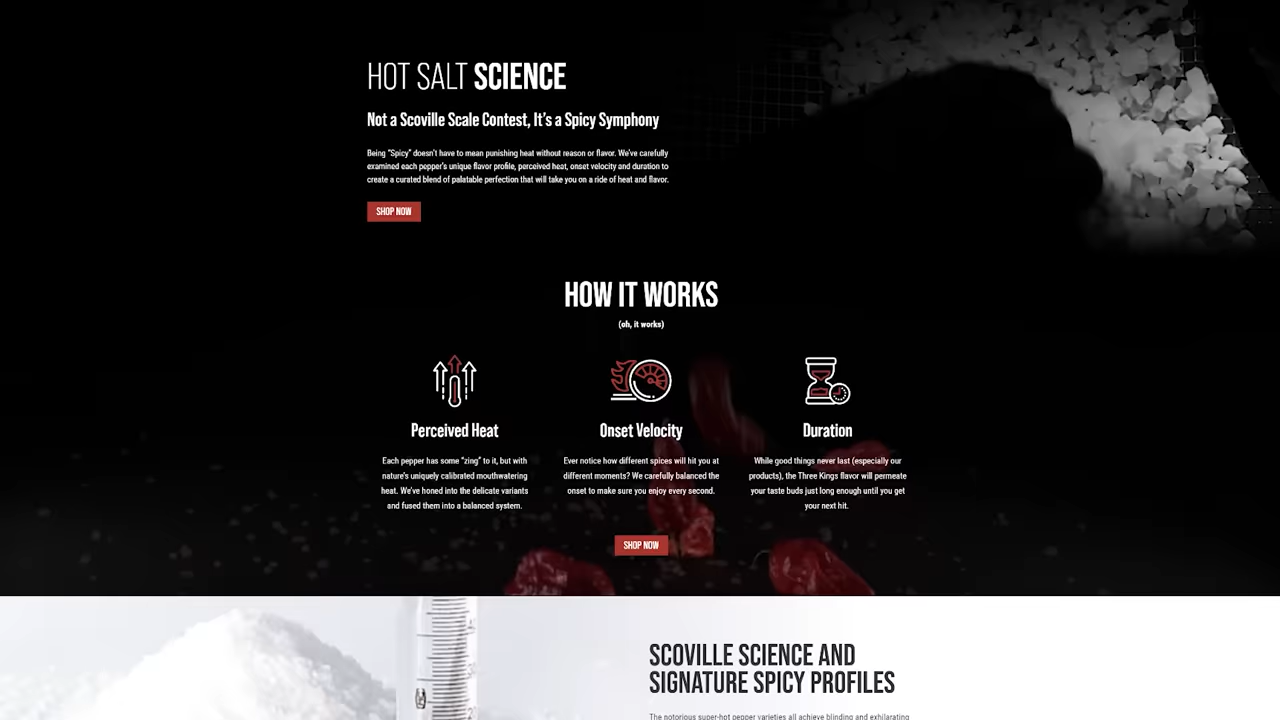 HOT SALT SCIENCE
Not a Scoville Scale Contest, It's a Spicy Symphony
Being "Spicy" doesn't have to mean punishing heat without reason or flavor. We've carefully
examined each pepper's unique flavor profile, perceived heat, onset velocity and duration to
create a curated blend of palatable perfection that will take you on a ride of heat and flavor.
SHOP NOW
HOW IT WORKS
(oh, it works)
Perceived Heat
Each pepper has some "zing" to it, but with
nature's uniquely calibrated mouthwatering
heat. We've honed into the delicate variants
and fused them into a balanced system.
Onset Velocity
Ever notice how different spices will hit you at
different moments? We carefully balanced the
onset to make sure you enjoy every second.
Duration
While good things never last (especially our
products), the Three Kings flavor will permeate
your taste buds just long enough until you get
your next hit.
SHOP NOW
SCOVILLE SCIENCE AND
SIGNATURE SPICY PROFILES
The notorious super-hot pepper varieties all achieve blinding and exhilarating